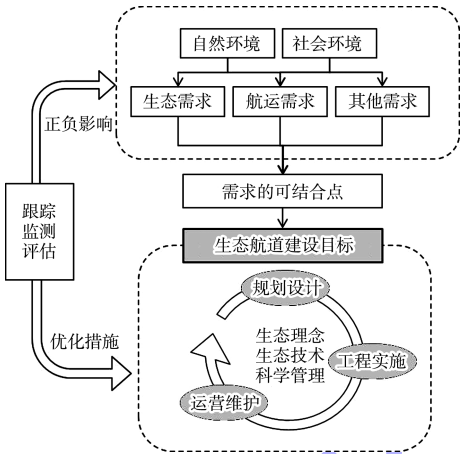 自然环境
社会环境
生态需求
航运需求
其他需求
正负影响
需求的可结合点
跟踪
监测
评估
生态航道建设目标
规划设计
优化措施
生态理念
生态技术
科学管理
工程实施
运营维护